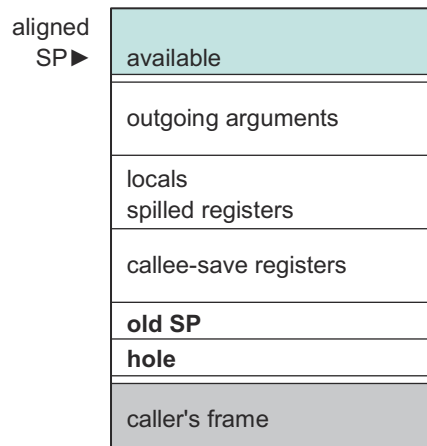 aligned
SP►
available
outgoing arguments
locals
spilled registers
callee-save registers
old SP
hole
caller's frame